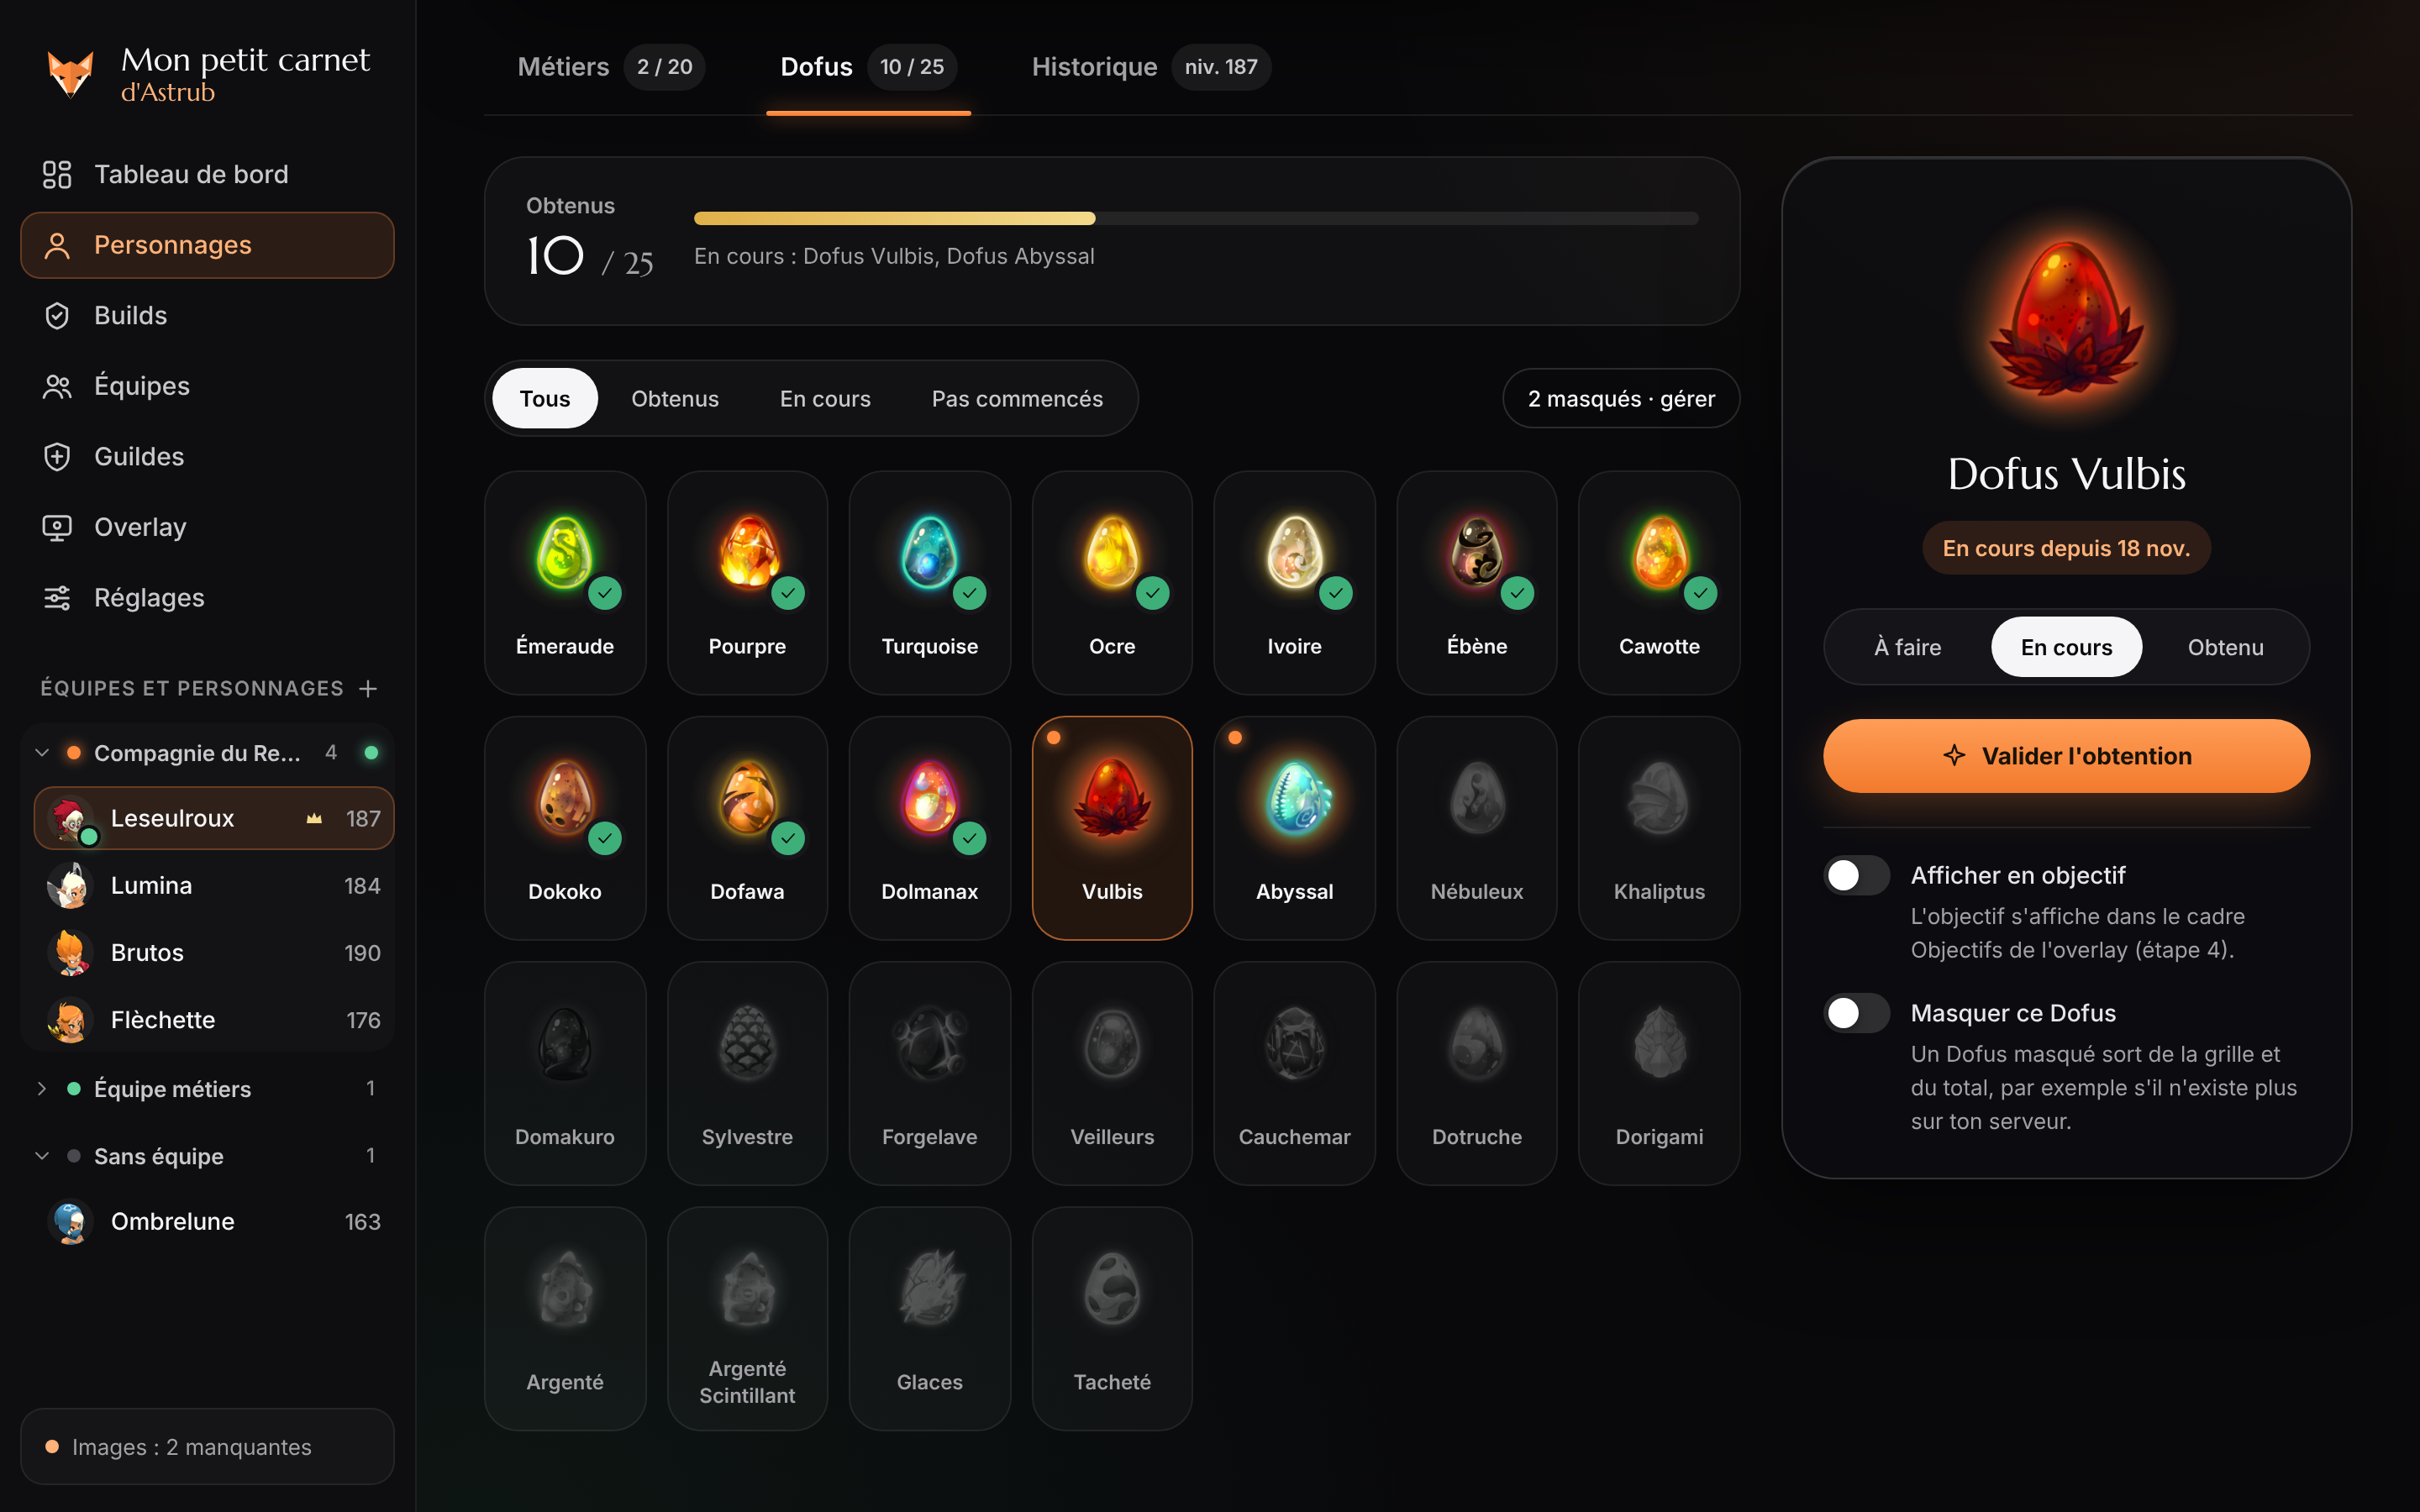 Mon petit carnet
d'Astrub
Tableau de bord
Personnages
Builds
Équipes
Guildes
Overlay
Réglages
ÉQUIPES ET PERSONNAGES
Compagnie du Re... 4
Leseulroux 187
Lumina 184
Brutos 190
Flèchette 176
Équipe métiers 1
Sans équipe 1
Ombrelune 163
Images : 2 manquantes
Métiers 2 / 20 Dofus 10 / 25 Historique niv. 187
Obtenus
10 / 25
En cours : Dofus Vulbis, Dofus Abyssal
Tous Obtenus En cours Pas commencés 2 masqués · gérer
Émeraude Pourpre Turquoise Ocre Ivoire Ébène Cawotte
Dokoko Dofawa Dolmanax Vulbis Abyssal Nébuleux Khaliptus
Domakuro Sylvestre Forgelave Veilleurs Cauchemar Dotruche Dorigami
Argenté Argenté Scintillant Glaces Tacheté
Dofus Vulbis
En cours depuis 18 nov.
À faire En cours Obtenu
Valider l'obtention
Afficher en objectif
L'objectif s'affiche dans le cadre
Objectifs de l'overlay (étape 4).
Masquer ce Dofus
Un Dofus masqué sort de la grille et
du total, par exemple s'il n'existe plus
sur ton serveur.